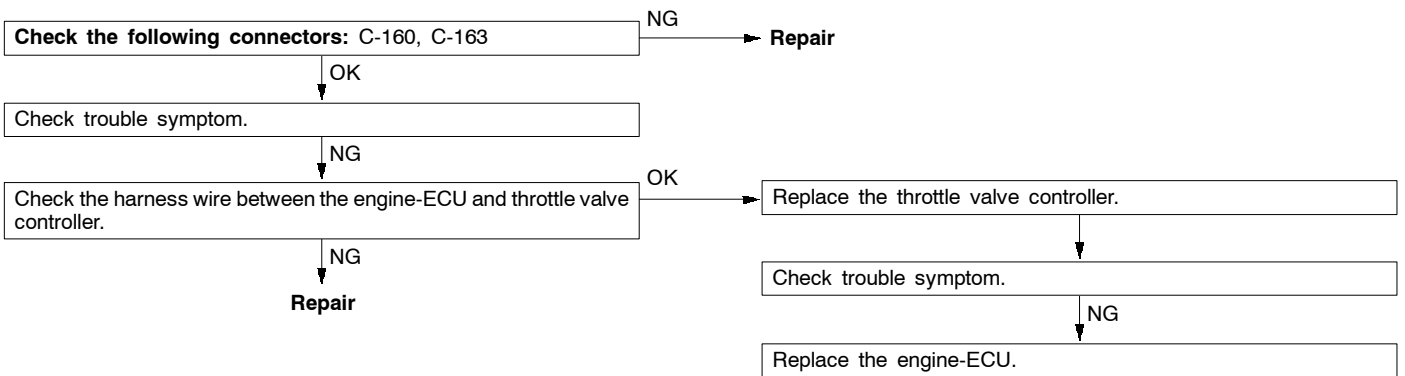 Check the following connectors: C-160, C-163
NG
Repair
OK
Check trouble symptom.
NG
Check the harness wire between the engine-ECU and throttle valve
controller.
OK
Replace the throttle valve controller.
NG
Repair
Check trouble symptom.
NG
Replace the engine-ECU.